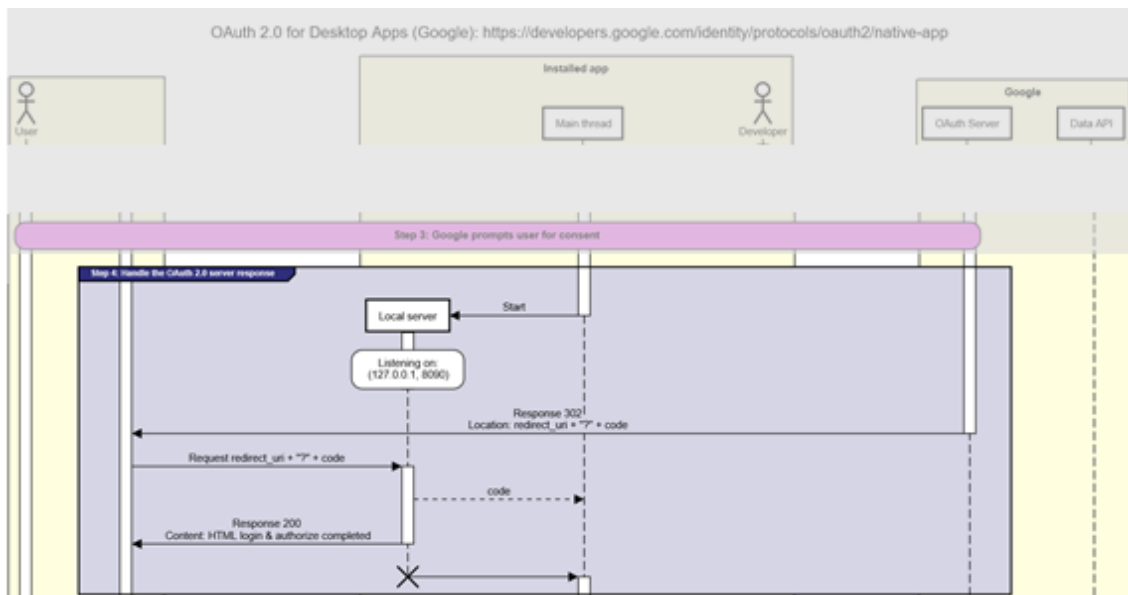 OAuth 2.0 for Desktop Apps (Google): https://developers.google.com/identity/protocols/oauth2/native-app
Installed app
Google
User
Main thread
Developer
OAuth Server
Data API
Step 3: Google prompts user for consent
Step 4: Handle the OAuth 2.0 server response
Start
Local server
Listening on:
(127.0.0.1, 8090)
Response 302
Location: redirect_uri + "?" + code
Request redirect_uri + "?" + code
code
Response 200
Content: HTML login & authorize completed